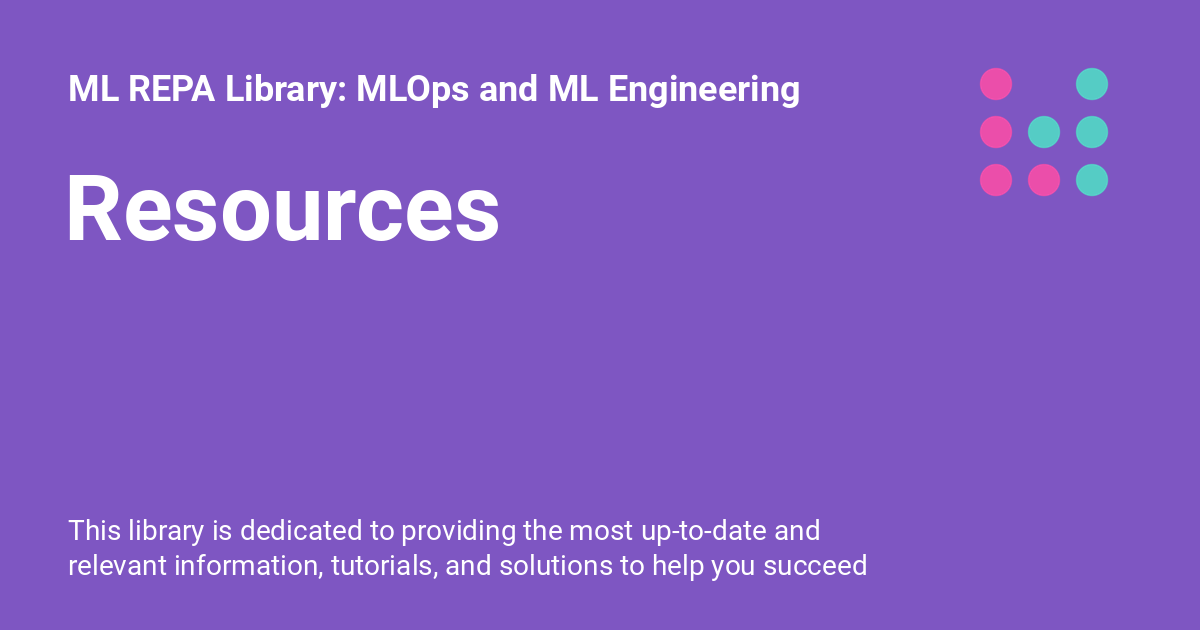 ML REPA Library: MLOps and ML Engineering
Resources
This library is dedicated to providing the most up-to-date and
relevant information, tutorials, and solutions to help you succeed